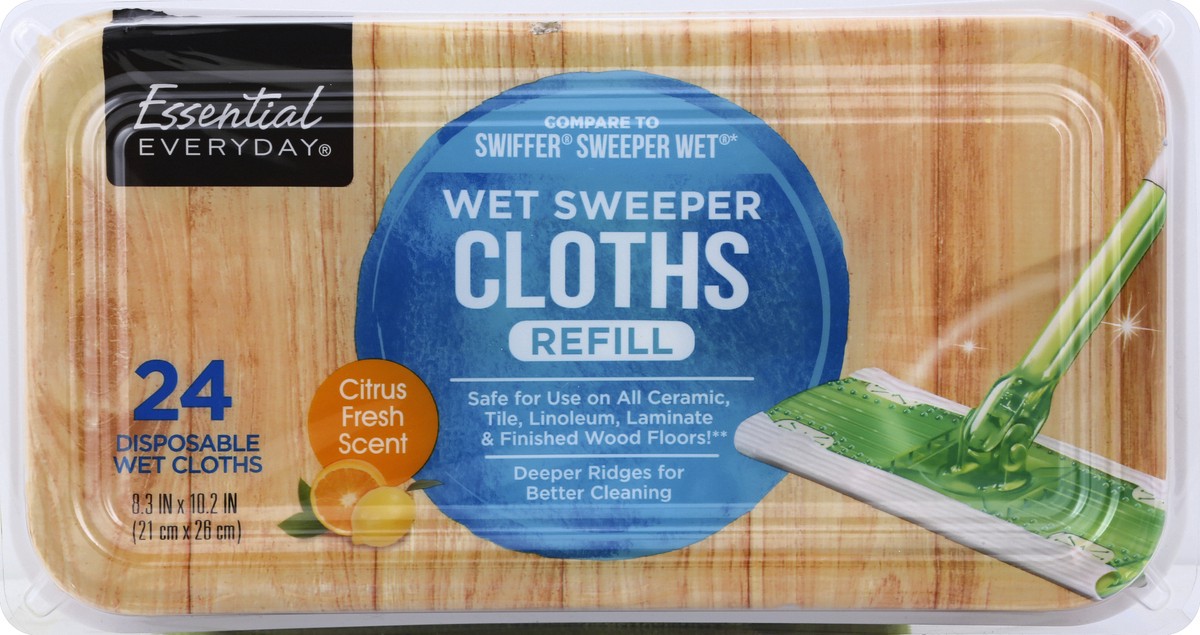 Essential
EVERYDAY®
COMPARE TO
SWIFFER® SWEEPER WET®*
WET SWEEPER
CLOTHS
REFILL
Safe for Use on All Ceramic,
Tile, Linoleum, Laminate
& Finished Wood Floors!**
Deeper Ridges for
Better Cleaning
Citrus
Fresh
Scent
24
DISPOSABLE
WET CLOTHS
8.3 IN x 10.2 IN
(21 cm x 26 cm)